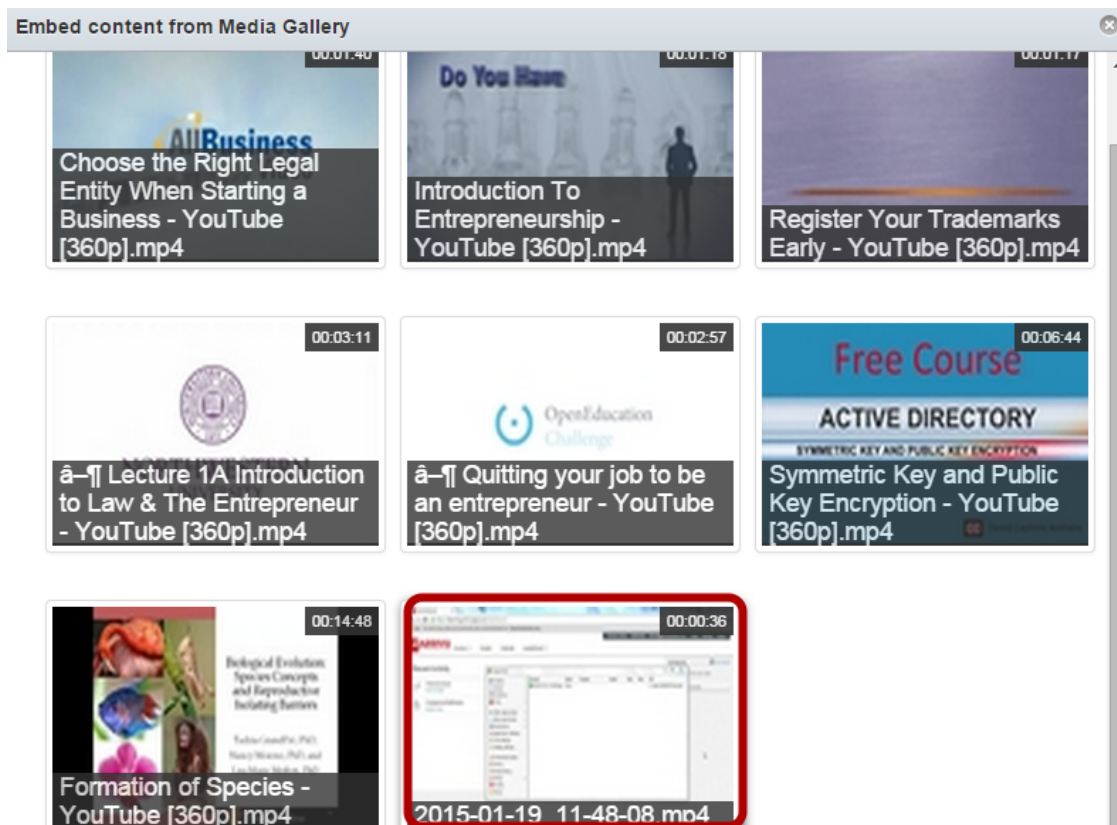 Embed content from Media Gallery
00:01:40
AllBusiness
Choose the Right Legal
Entity When Starting a
Business - YouTube
[360p].mp4
00:01:18
Do You Have
Introduction To
Entrepreneurship -
YouTube [360p].mp4
00:01:17
Register Your Trademarks
Early - YouTube [360p].mp4
00:03:11
NORTHWESTERN
UNIVERSITY
â–¶ Lecture 1A Introduction
to Law & The Entrepreneur
- YouTube [360p].mp4
00:02:57
OpenEducation
Challenge
â–¶ Quitting your job to be
an entrepreneur - YouTube
[360p].mp4
00:06:44
Free Course
ACTIVE DIRECTORY
SYMMETRIC KEY AND PUBLIC KEY ENCRYPTION
Symmetric Key and Public
Key Encryption - YouTube
[360p].mp4
00:14:48
Biological Evolution:
Species Concepts
and Reproductive
Isolating Barriers
Formation of Species -
YouTube [360p].mp4
00:00:36
2015-01-19_11-48-08.mp4